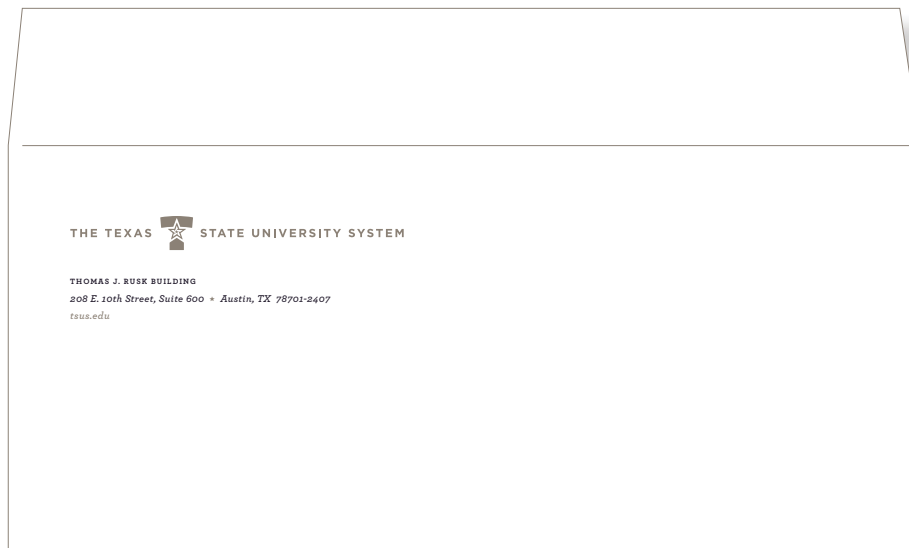 THE TEXAS STATE UNIVERSITY SYSTEM
THOMAS J. RUSK BUILDING
208 E. 10th Street, Suite 600 * Austin, TX 78701-2407
tsus.edu